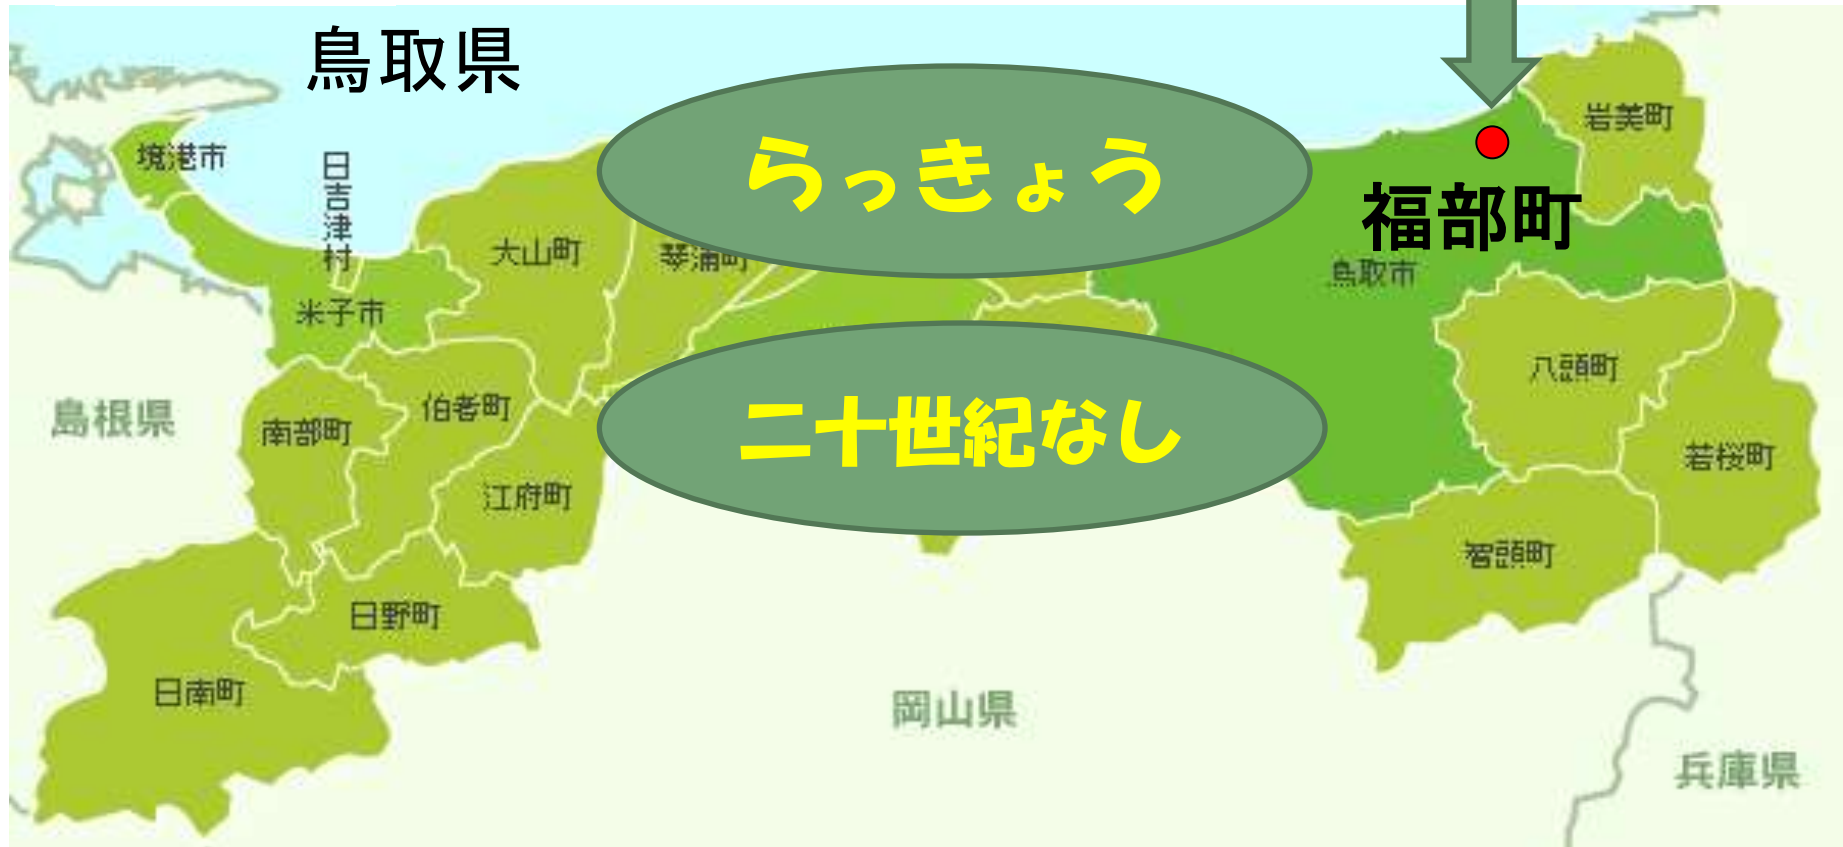 鳥取県
らっきょう
境港市
日吉津村
岩美町
福部町
大山町
琴浦町
鳥取市
米子市
二十世紀なし
八頭町
伯耆町
島根県
南部町
若桜町
江府町
智頭町
日野町
日南町
岡山県
兵庫県